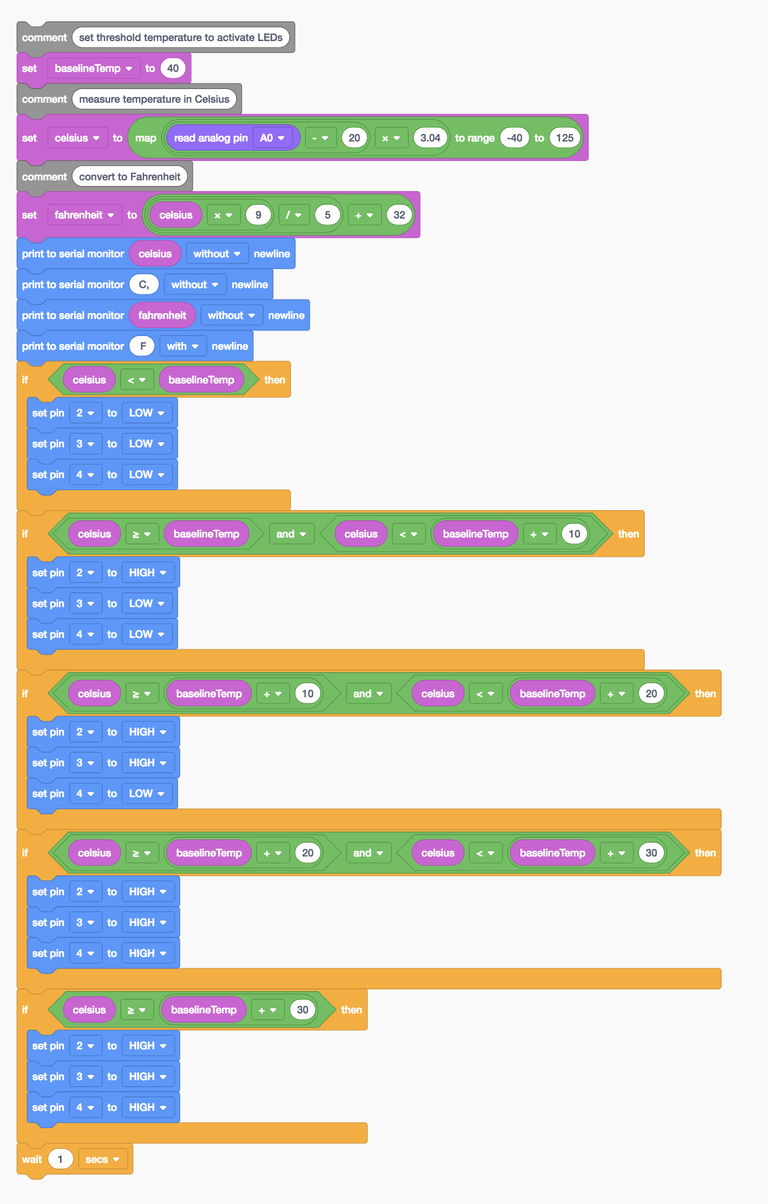 comment set threshold temperature to activate LEDs
set baselineTemp to 40
comment measure temperature in Celsius
set celsius to map read analog pin A0 - 20 x 3.04 to range -40 to 125
comment convert to Fahrenheit
set fahrenheit to celsius x 9 / 5 + 32
print to serial monitor celsius without newline
print to serial monitor C, without newline
print to serial monitor fahrenheit without newline
print to serial monitor F with newline
if celsius < baselineTemp then
set pin 2 to LOW
set pin 3 to LOW
set pin 4 to LOW
if celsius ≥ baselineTemp and celsius < baselineTemp + 10 then
set pin 2 to HIGH
set pin 3 to LOW
set pin 4 to LOW
if celsius ≥ baselineTemp + 10 and celsius < baselineTemp + 20 then
set pin 2 to HIGH
set pin 3 to HIGH
set pin 4 to LOW
if celsius ≥ baselineTemp + 20 and celsius < baselineTemp + 30 then
set pin 2 to HIGH
set pin 3 to HIGH
set pin 4 to HIGH
if celsius ≥ baselineTemp + 30 then
set pin 2 to HIGH
set pin 3 to HIGH
set pin 4 to HIGH
wait 1 secs